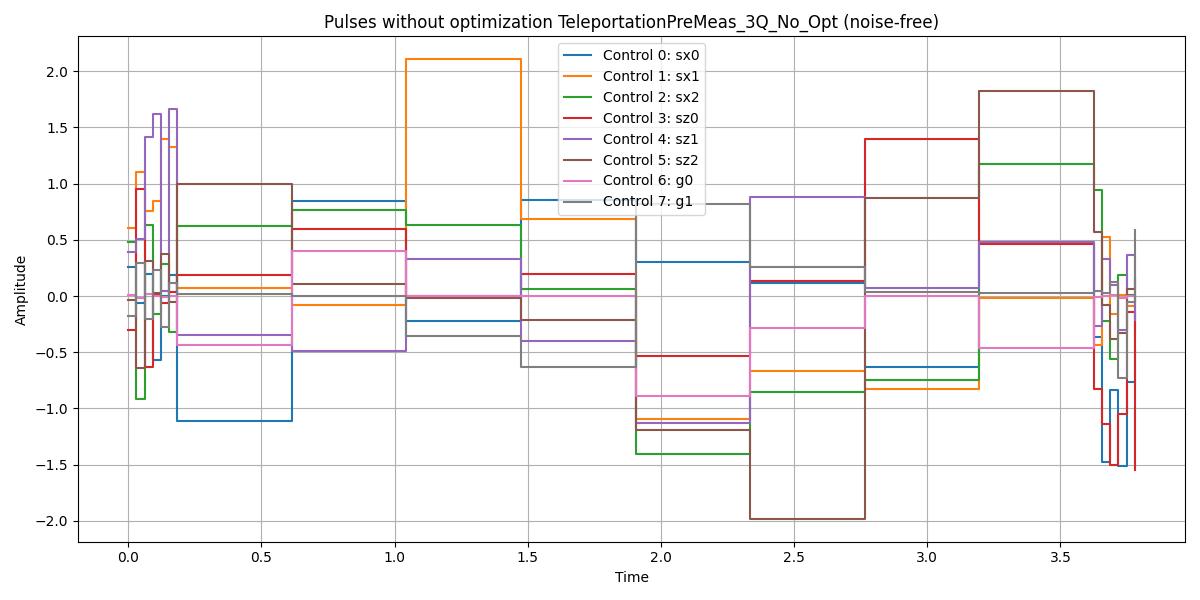 Pulses without optimization TeleportationPreMeas_3Q_No_Opt (noise-free)
Control 0: sx0
Control 1: sx1
Control 2: sx2
Control 3: sz0
Control 4: sz1
Control 5: sz2
Control 6: g0
Control 7: g1
Amplitude
2.0
1.5
1.0
0.5
0.0
−0.5
−1.0
−1.5
−2.0
0.0 0.5 1.0 1.5 2.0 2.5 3.0 3.5
Time